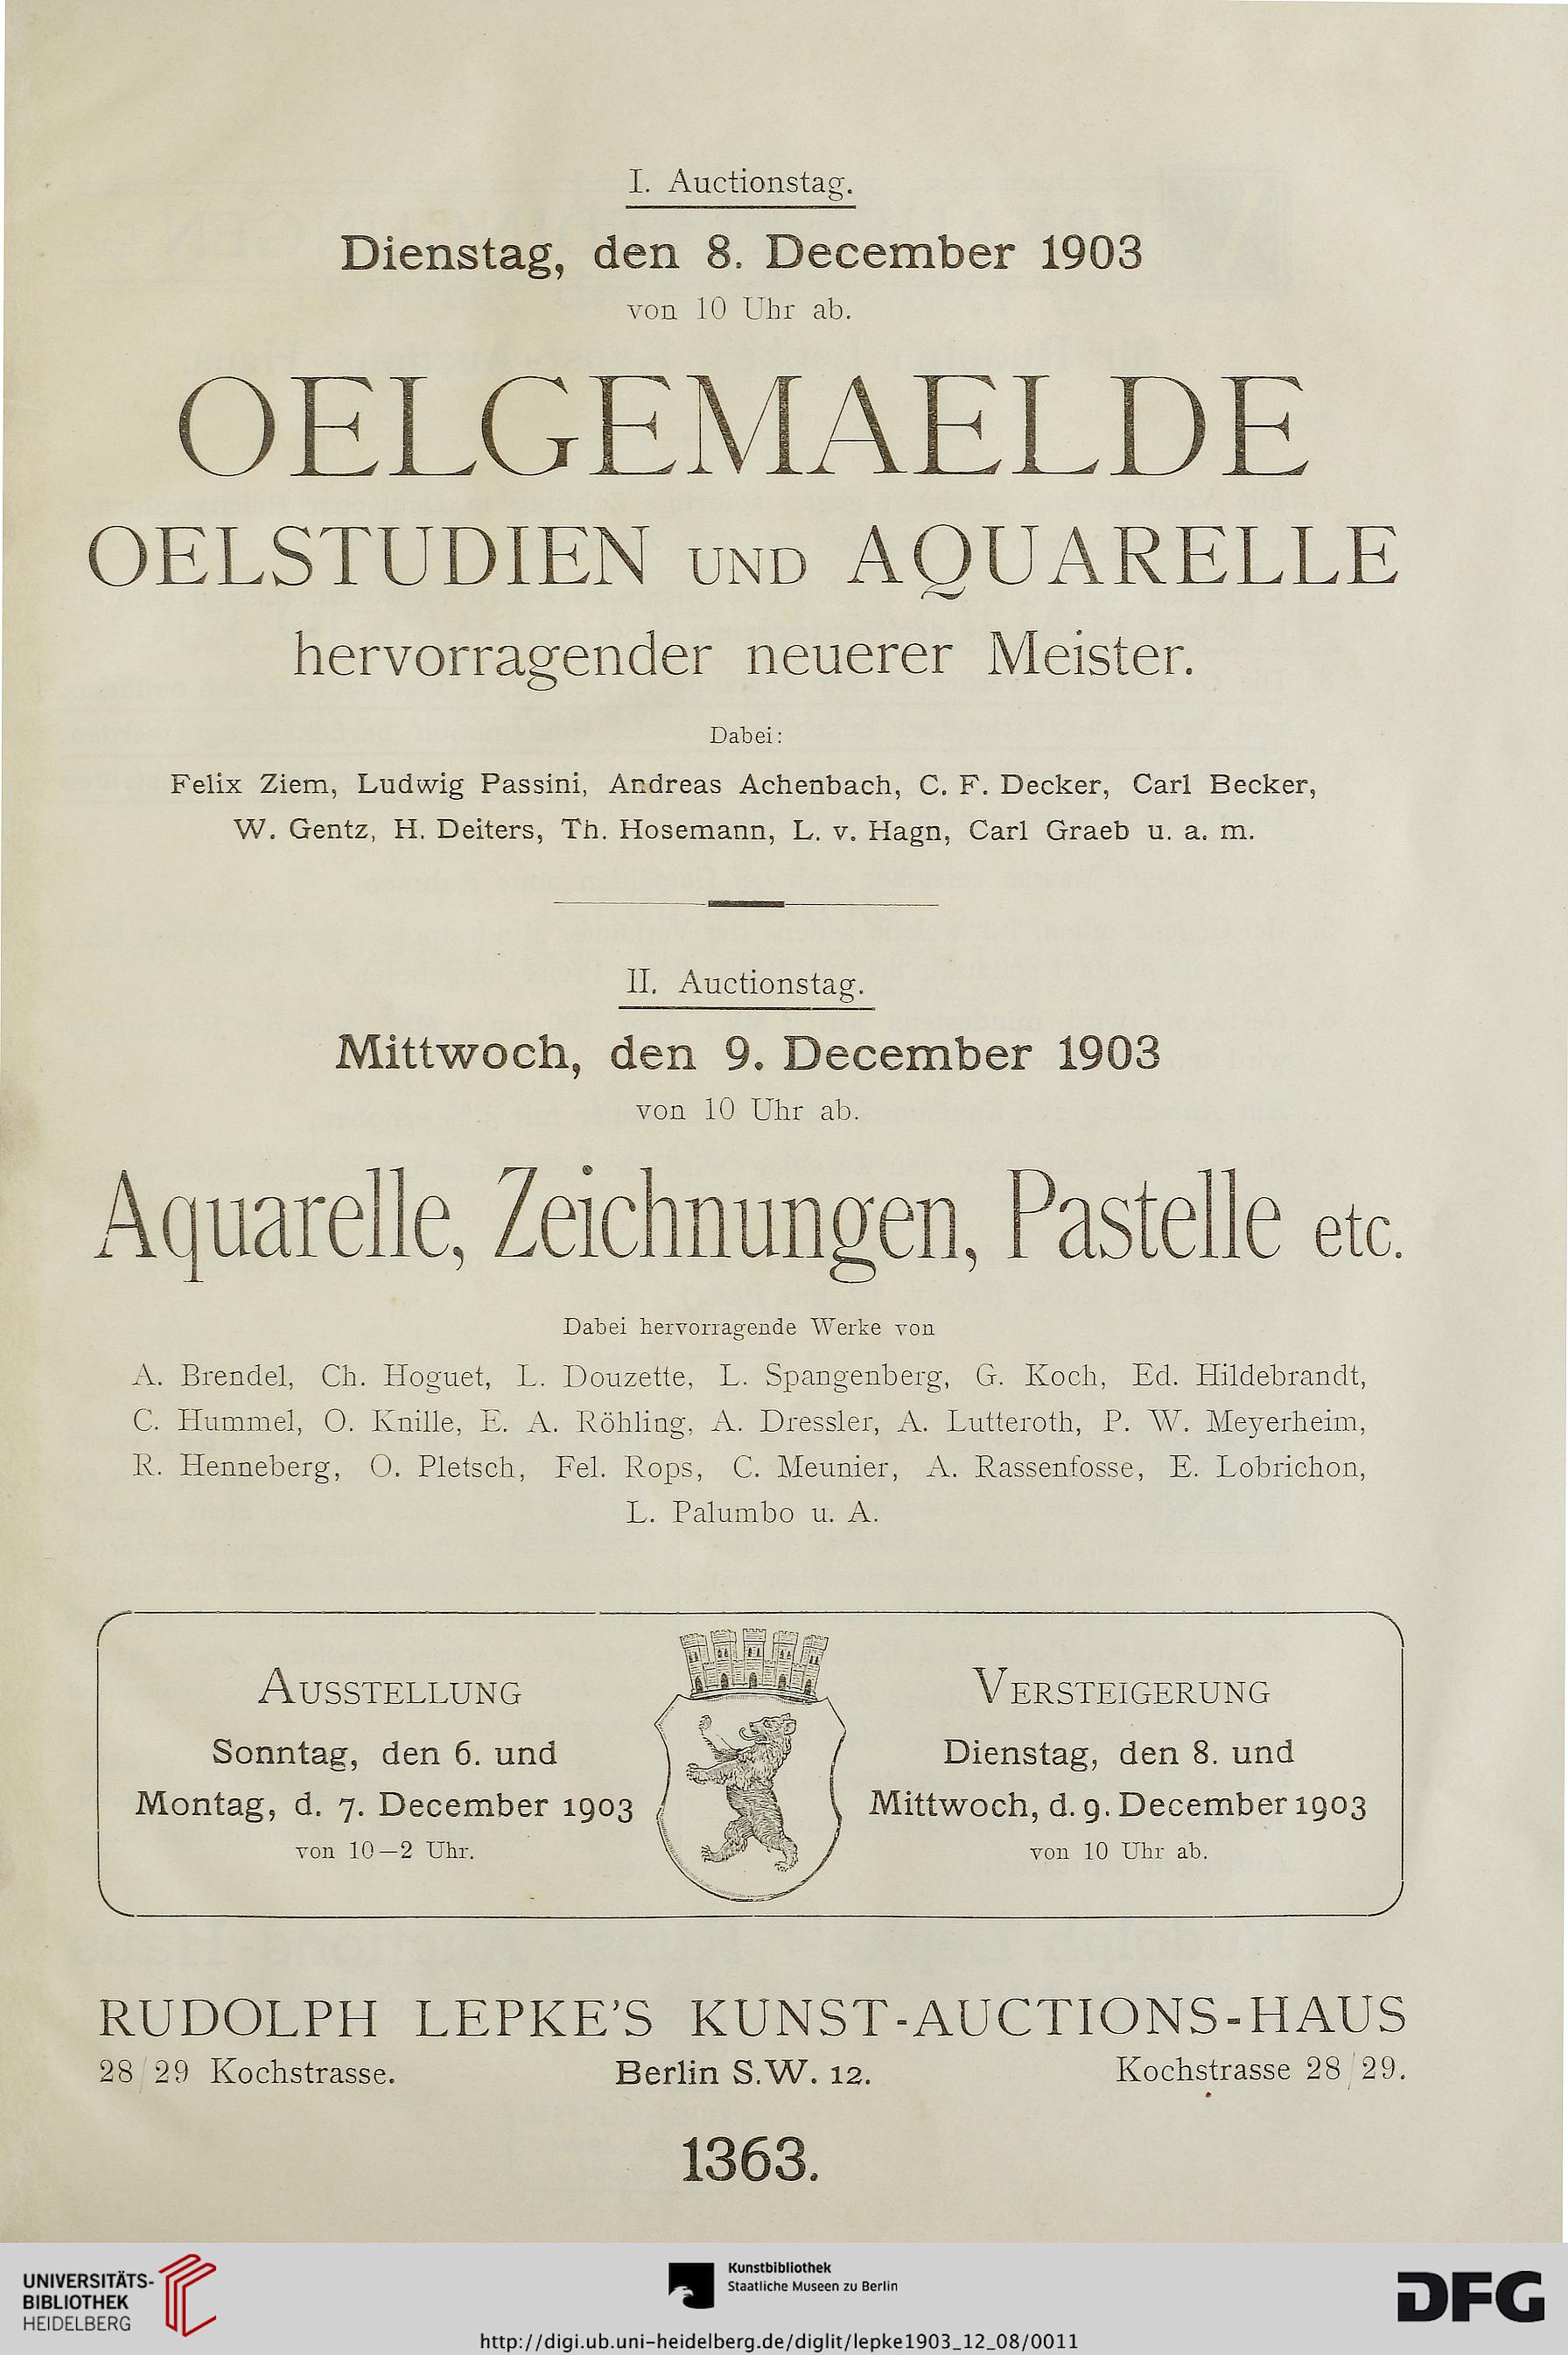 I. Auctionstag.
Dienstag, den 8. December 1903
von 10 Uhr ab.
OELGEMAELDE
OELSTUDIEN UND AQUARELLE
hervorragender neuerer Meister.
Dabei:
Felix Ziem, Ludwig Passini, Andreas Achenbach, C. F. Decker, Carl Becker,
W. Gentz, H. Deiters, Th. Hosemann, L. v. Hagn, Carl Graeb u. a. m.
II. Auctionstag.
Mittwoch, den 9. December 1903
von 10 Uhr ab.
Aquarelle, Zeichnungen, Pastelle etc.
Dabei hervorragende Werke von
A. Brendel, Ch. Hoguet, L. Douzette, L. Spangenberg, G. Koch, Ed. Hildebrandt,
C. Hummel, O. Knille, E. A. Röhling, A. Dressler, A. Lutteroth, P. W. Meyerheim,
R. Henneberg, O. Pletsch, Fel. Rops, C. Meunier, A. Rassenfosse, E. Lobrichon,
L. Palumbo u. A.
AUSSTELLUNG
Sonntag, den 6. und
Montag, d. 7. December 1903
von 10—2 Uhr.
VERSTEIGERUNG
Dienstag, den 8. und
Mittwoch, d. 9. December 1903
von 10 Uhr ab.
RUDOLPH LEPKE'S KUNST-AUCTIONS-HAUS
28/29 Kochstrasse. Berlin S.W. 12. Kochstrasse 28/29.
1363.
UNIVERSITÄTS-
BIBLIOTHEK
HEIDELBERG
Kunstbibliothek
Staatliche Museen zu Berlin
DFG
http://digi.ub.uni-heidelberg.de/diglit/lepke1903_12_08/0011